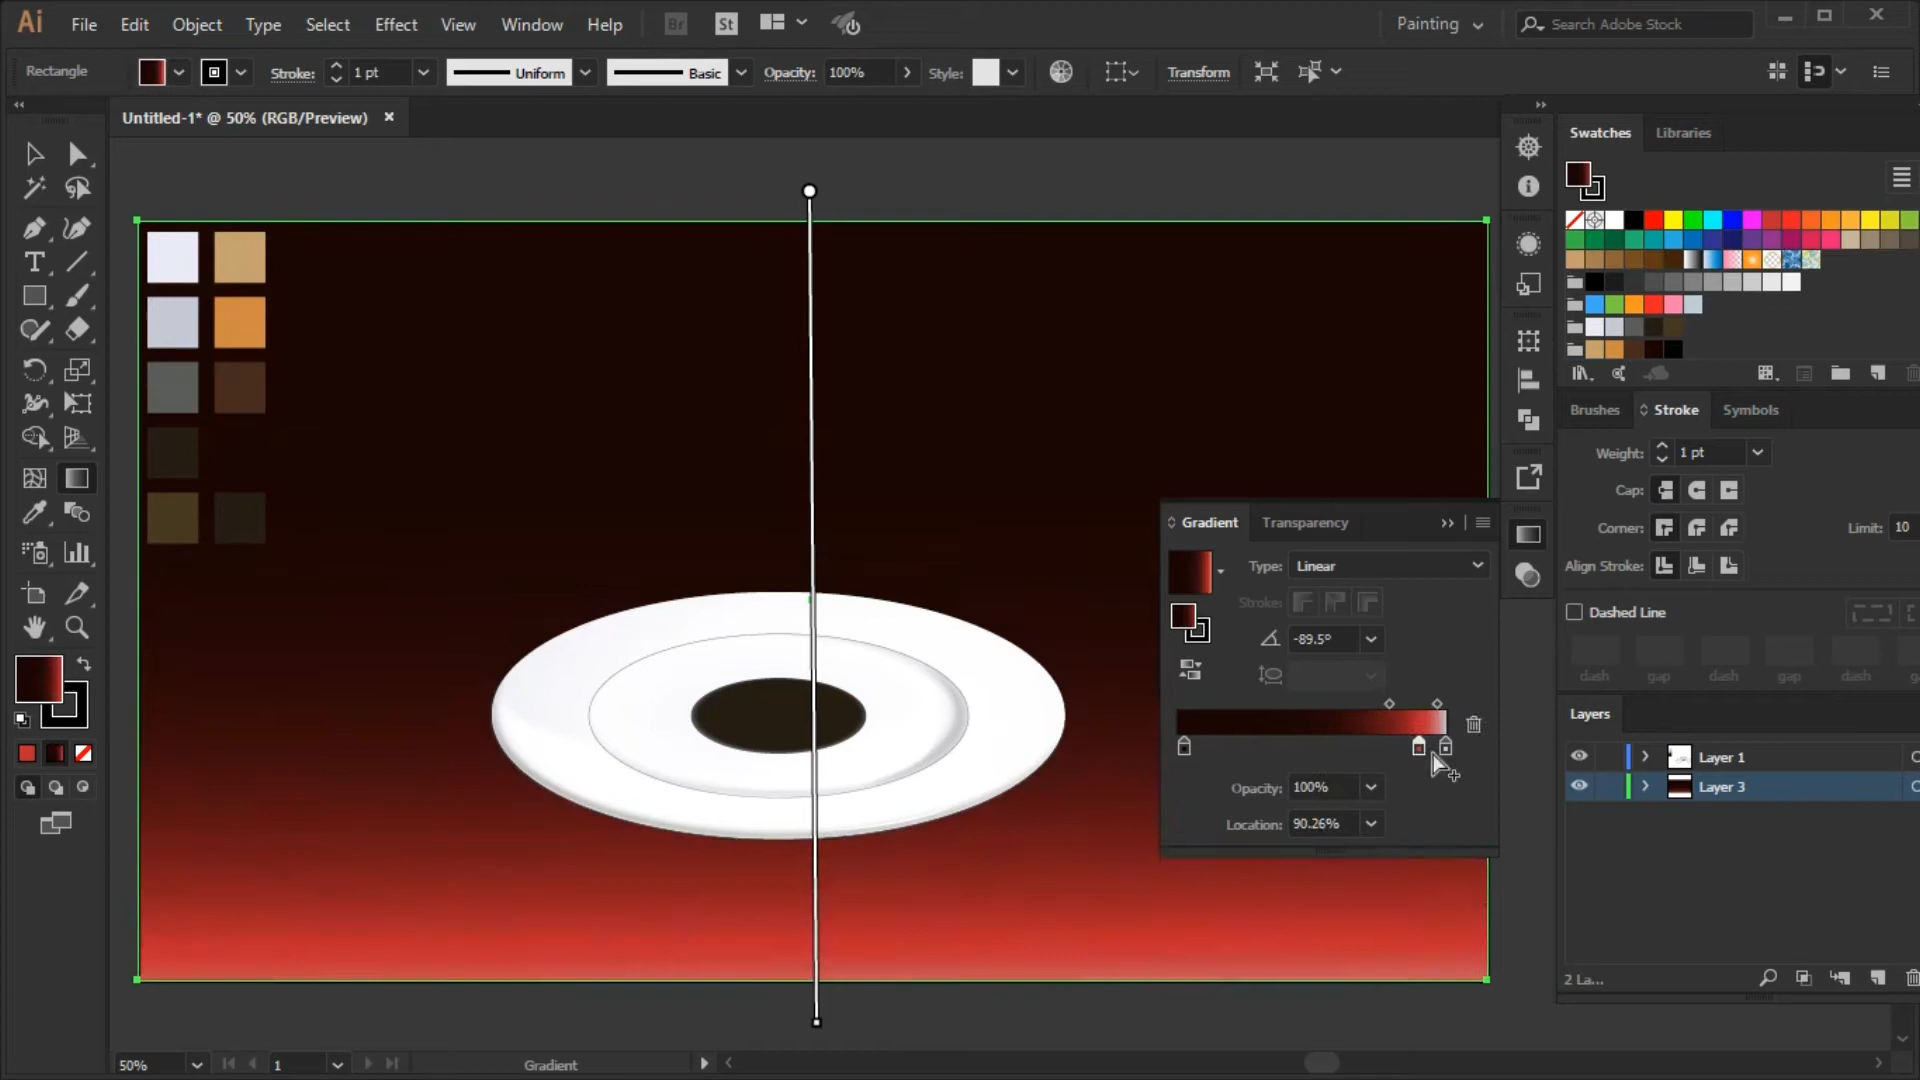 Ai File Edit Object Type Select Effect View Window Help Br St Painting Search Adobe Stock
Rectangle Stroke: 1 pt Uniform Basic Opacity: 100% Style: Transform
Untitled-1* @ 50% (RGB/Preview)
Swatches Libraries
Brushes Stroke Symbols
Weight: 1 pt
Cap:
Corner: Limit: 10
Align Stroke:
Dashed Line
dash gap dash gap dash
Gradient Transparency
Type: Linear
Stroke:
-89.5°
Opacity: 100%
Location: 90.26%
Layers
Layer 1
Layer 3
2 La...
50% 1 Gradient